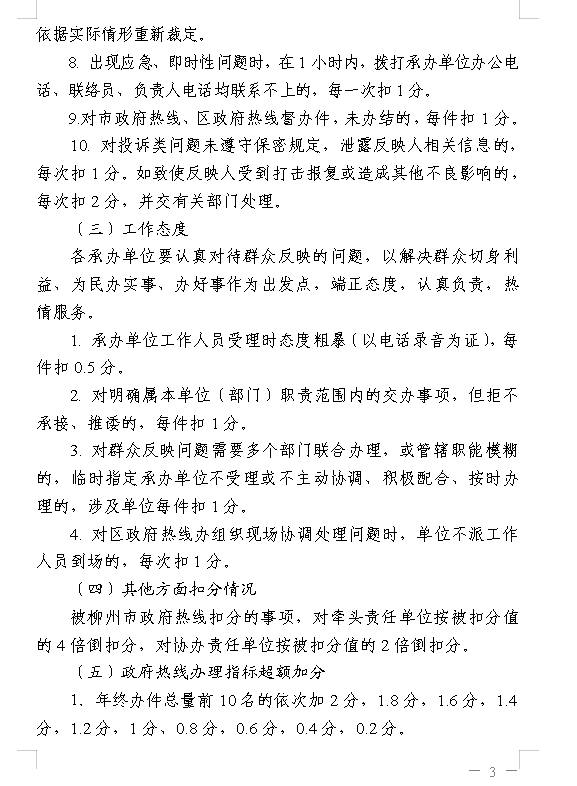 依据实际情形重新裁定。
8. 出现应急、即时性问题时，在1小时内，拨打承办单位办公电
话、联络员、负责人电话均联系不上的，每一次扣1分。
9.对市政府热线、区政府热线督办件，未办结的，每件扣 1 分。
10. 对投诉类问题未遵守保密规定，泄露反映人相关信息的，
每次扣 1 分。如致使反映人受到打击报复或造成其他不良影响的，
每次扣 2 分，并交有关部门处理。
（三）工作态度
各承办单位要认真对待群众反映的问题，以解决群众切身利
益、为民办实事、办好事作为出发点，端正态度，认真负责，热
情服务。
1. 承办单位工作人员受理时态度粗暴（以电话录音为证），每
件扣 0.5 分。
2. 对明确属本单位（部门）职责范围内的交办事项，但拒不
承接、推诿的，每件扣 1分。
3. 对群众反映问题需要多个部门联合办理，或管辖职能模糊
的，临时指定承办单位不受理或不主动协调、积极配合、按时办
理的，涉及单位每件扣 1分。
4. 对区政府热线办组织现场协调处理问题时，单位不派工作
人员到场的，每次扣 1 分。
（四）其他方面扣分情况
被柳州市政府热线扣分的事项，对牵头责任单位按被扣分值
的 4 倍倒扣分，对协办责任单位按被扣分值的 2 倍倒扣分。
（五）政府热线办理指标超额加分
1．年终办件总量前 10 名的依次加 2 分，1.8 分，1.6 分，1.4
分，1.2 分，1 分、0.8 分，0.6 分，0.4 分，0.2 分。
— 3